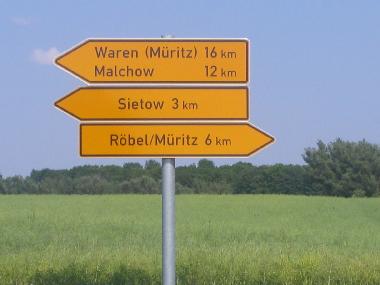 Waren (Müritz) 16 km
Malchow 12 km
Sietow 3 km
Röbel/Müritz 6 km